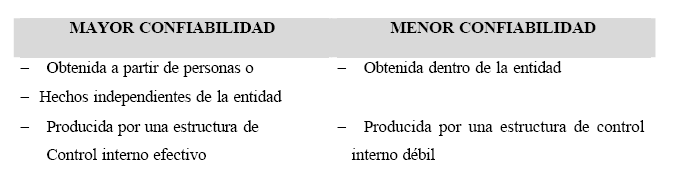 MAYOR CONFIABILIDAD
MENOR CONFIABILIDAD
– Obtenida a partir de personas o
– Hechos independientes de la entidad
– Producida por una estructura de
Control interno efectivo
– Obtenida dentro de la entidad
– Producida por una estructura de control
interno débil